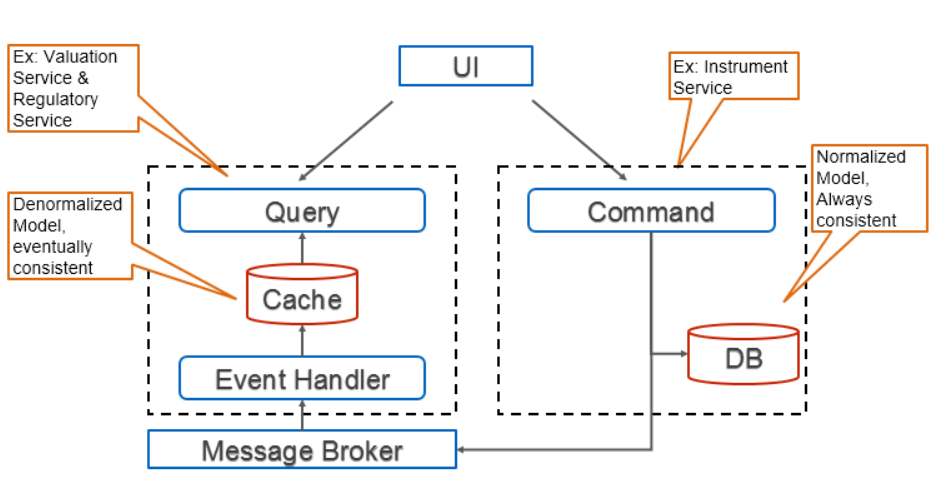 Ex: Valuation
Service &
Regulatory
Service
UI
Ex: Instrument
Service
Normalized
Model,
Always
consistent
Denormalized
Model,
eventually
consistent
Query
Cache
Event Handler
Message Broker
Command
DB